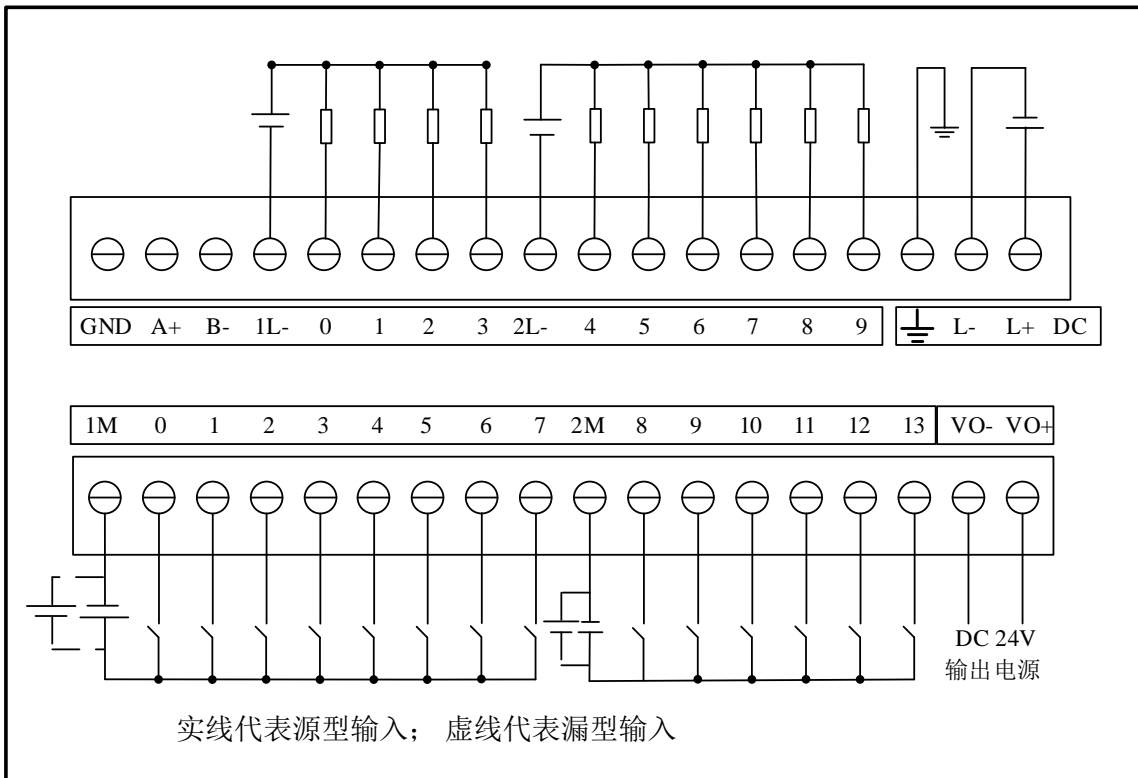 GND A+ B- 1L- 0 1 2 3 2L- 4 5 6 7 8 9 L- L+ DC
1M 0 1 2 3 4 5 6 7 2M 8 9 10 11 12 13 VO- VO+
DC 24V
输出电源
实线代表源型输入； 虚线代表漏型输入